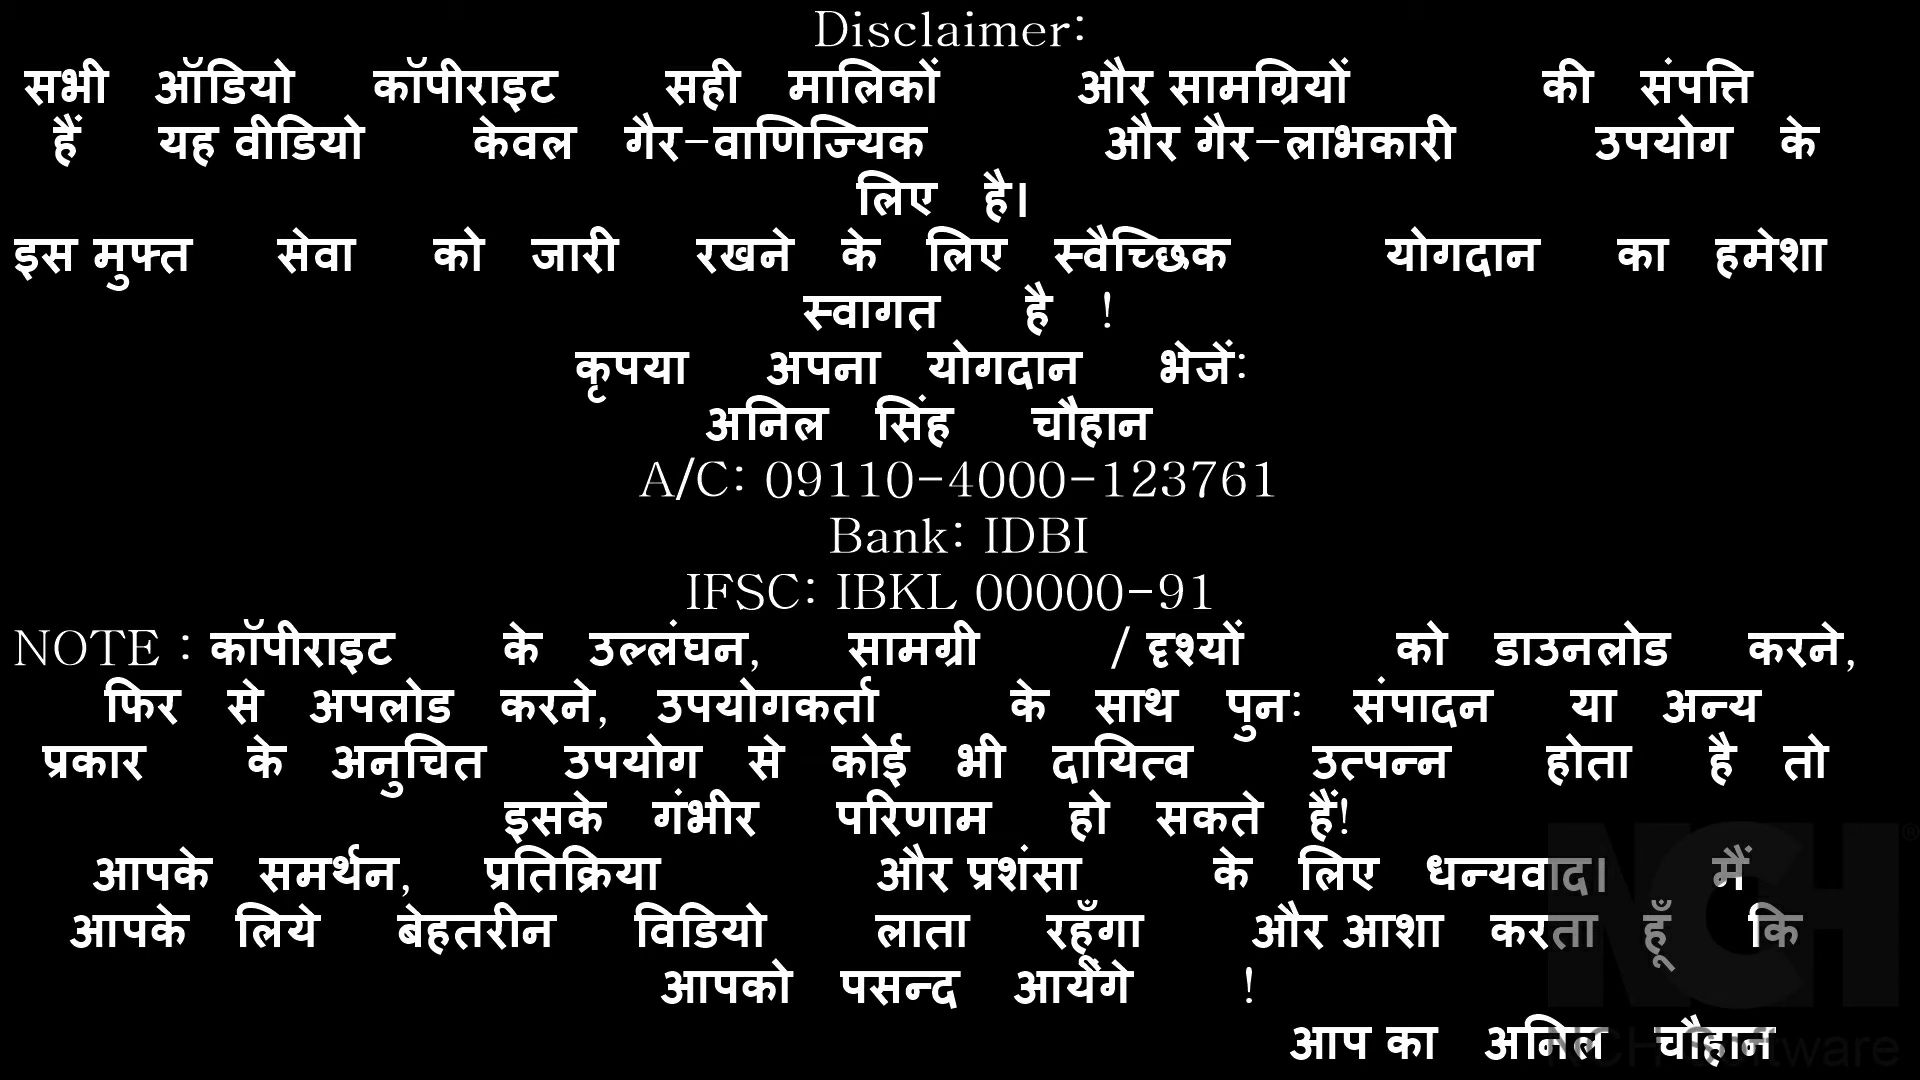 Disclaimer:
सभी ऑडियो कॉपीराइट सही मालिकों और सामग्रियों की संपत्ति
हैं यह वीडियो केवल गैर-वाणिज्यिक और गैर-लाभकारी उपयोग के
लिए है।
इस मुफ्त सेवा को जारी रखने के लिए स्वैच्छिक योगदान का हमेशा
स्वागत है !
कृपया अपना योगदान भेजें:
अनिल सिंह चौहान
A/C: 09110-4000-123761
Bank: IDBI
IFSC: IBKL 00000-91
NOTE : कॉपीराइट के उल्लंघन, सामग्री / दृश्यों को डाउनलोड करने,
फिर से अपलोड करने, उपयोगकर्ता के साथ पुन: संपादन या अन्य
प्रकार के अनुचित उपयोग से कोई भी दायित्व उत्पन्न होता है तो
इसके गंभीर परिणाम हो सकते हैं!
आपके समर्थन, प्रतिक्रिया और प्रशंसा के लिए धन्यवाद। मैं
आपके लिये बेहतरीन विडियो लाता रहूँगा और आशा करता हूँ कि
आपको पसन्द आयेंगे !
आप का अनिल चौहान
NCH®
NCH Software